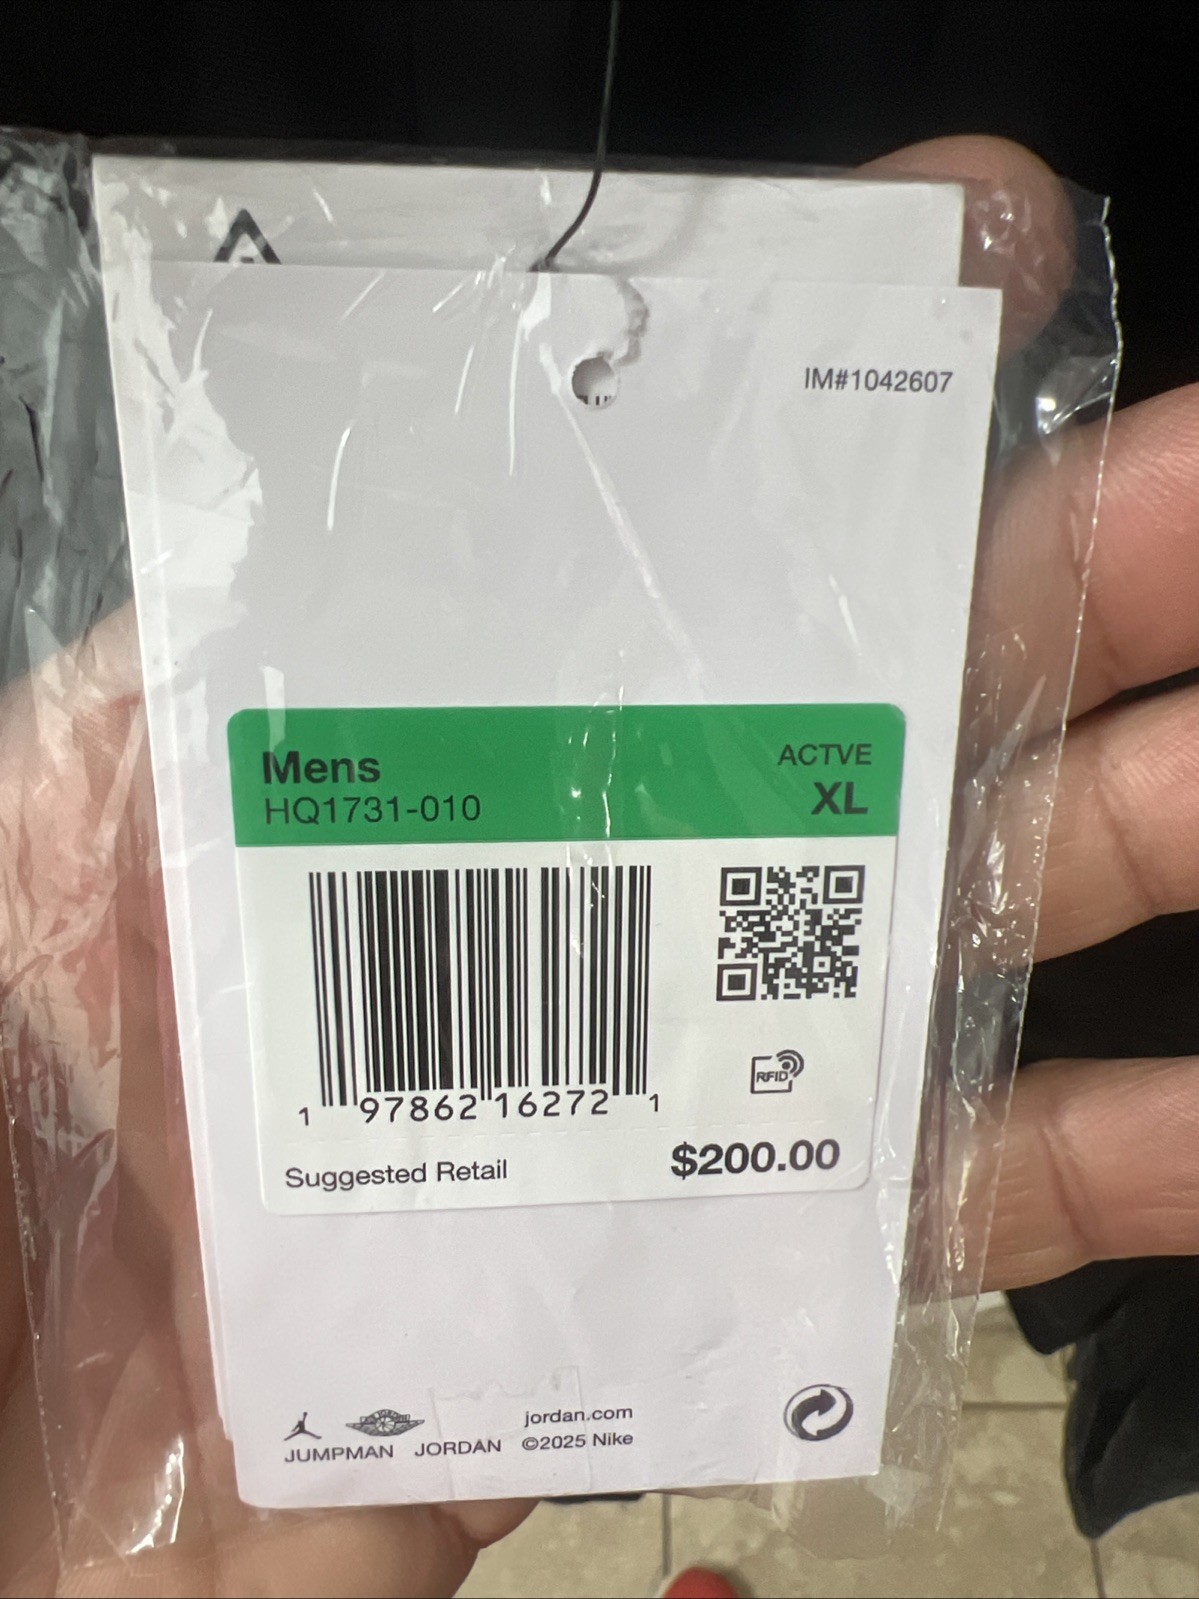 IM#1042607
Mens
ACTVE
HQ1731-010
XL
RFID
1 97862 16272 1
Suggested Retail
$200.00
jordan.com
JUMPMAN JORDAN ©2025 Nike